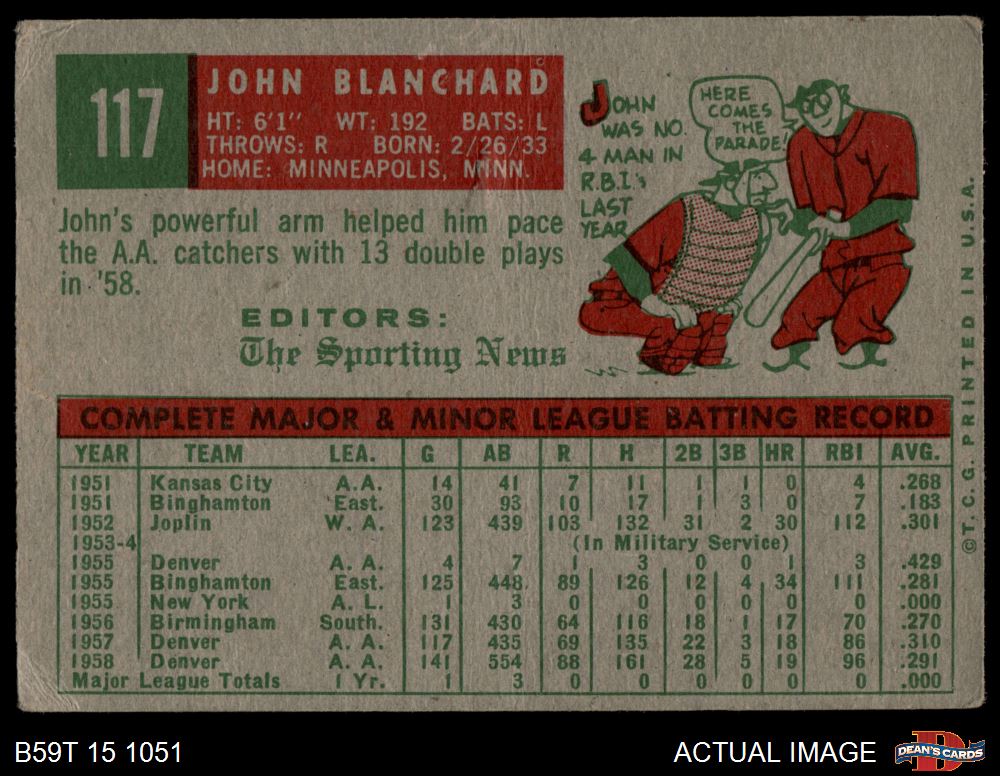 117
JOHN BLANCHARD
HT: 6'1" WT: 192 BATS: L
THROWS: R BORN: 2/26/33
HOME: MINNEAPOLIS, MINN.
John's powerful arm helped him pace
the A.A. catchers with 13 double plays
in '58.
EDITORS:
The Sporting News
JOHN
WAS NO.
4 MAN IN
R.B.I.'s
LAST
YEAR
HERE
COMES
THE
PARADE!
COMPLETE MAJOR & MINOR LEAGUE BATTING RECORD
YEAR TEAM LEA. G AB R H 2B 3B HR RBI AVG.
1951 Kansas City A.A. 14 41 7 11 1 1 0 4 .268
1951 Binghamton East. 30 93 10 17 1 3 0 7 .183
1952 Joplin W. A. 123 439 103 132 31 2 30 112 .301
1953-4 (In Military Service)
1955 Denver A. A. 4 7 1 3 0 0 1 3 .429
1955 Binghamton East. 125 448 89 126 12 4 34 111 .281
1955 New York A. L. 1 3 0 0 0 0 0 0 .000
1956 Birmingham South. 131 430 64 116 18 1 17 70 .270
1957 Denver A. A. 117 435 69 135 22 3 18 86 .310
1958 Denver A. A. 141 554 88 161 28 5 19 96 .291
Major League Totals 1 Yr. 1 3 0 0 0 0 0 0 .000
©T.C.G. PRINTED IN U.S.A.
B59T 15 1051
ACTUAL IMAGE
D
DEAN'S CARDS